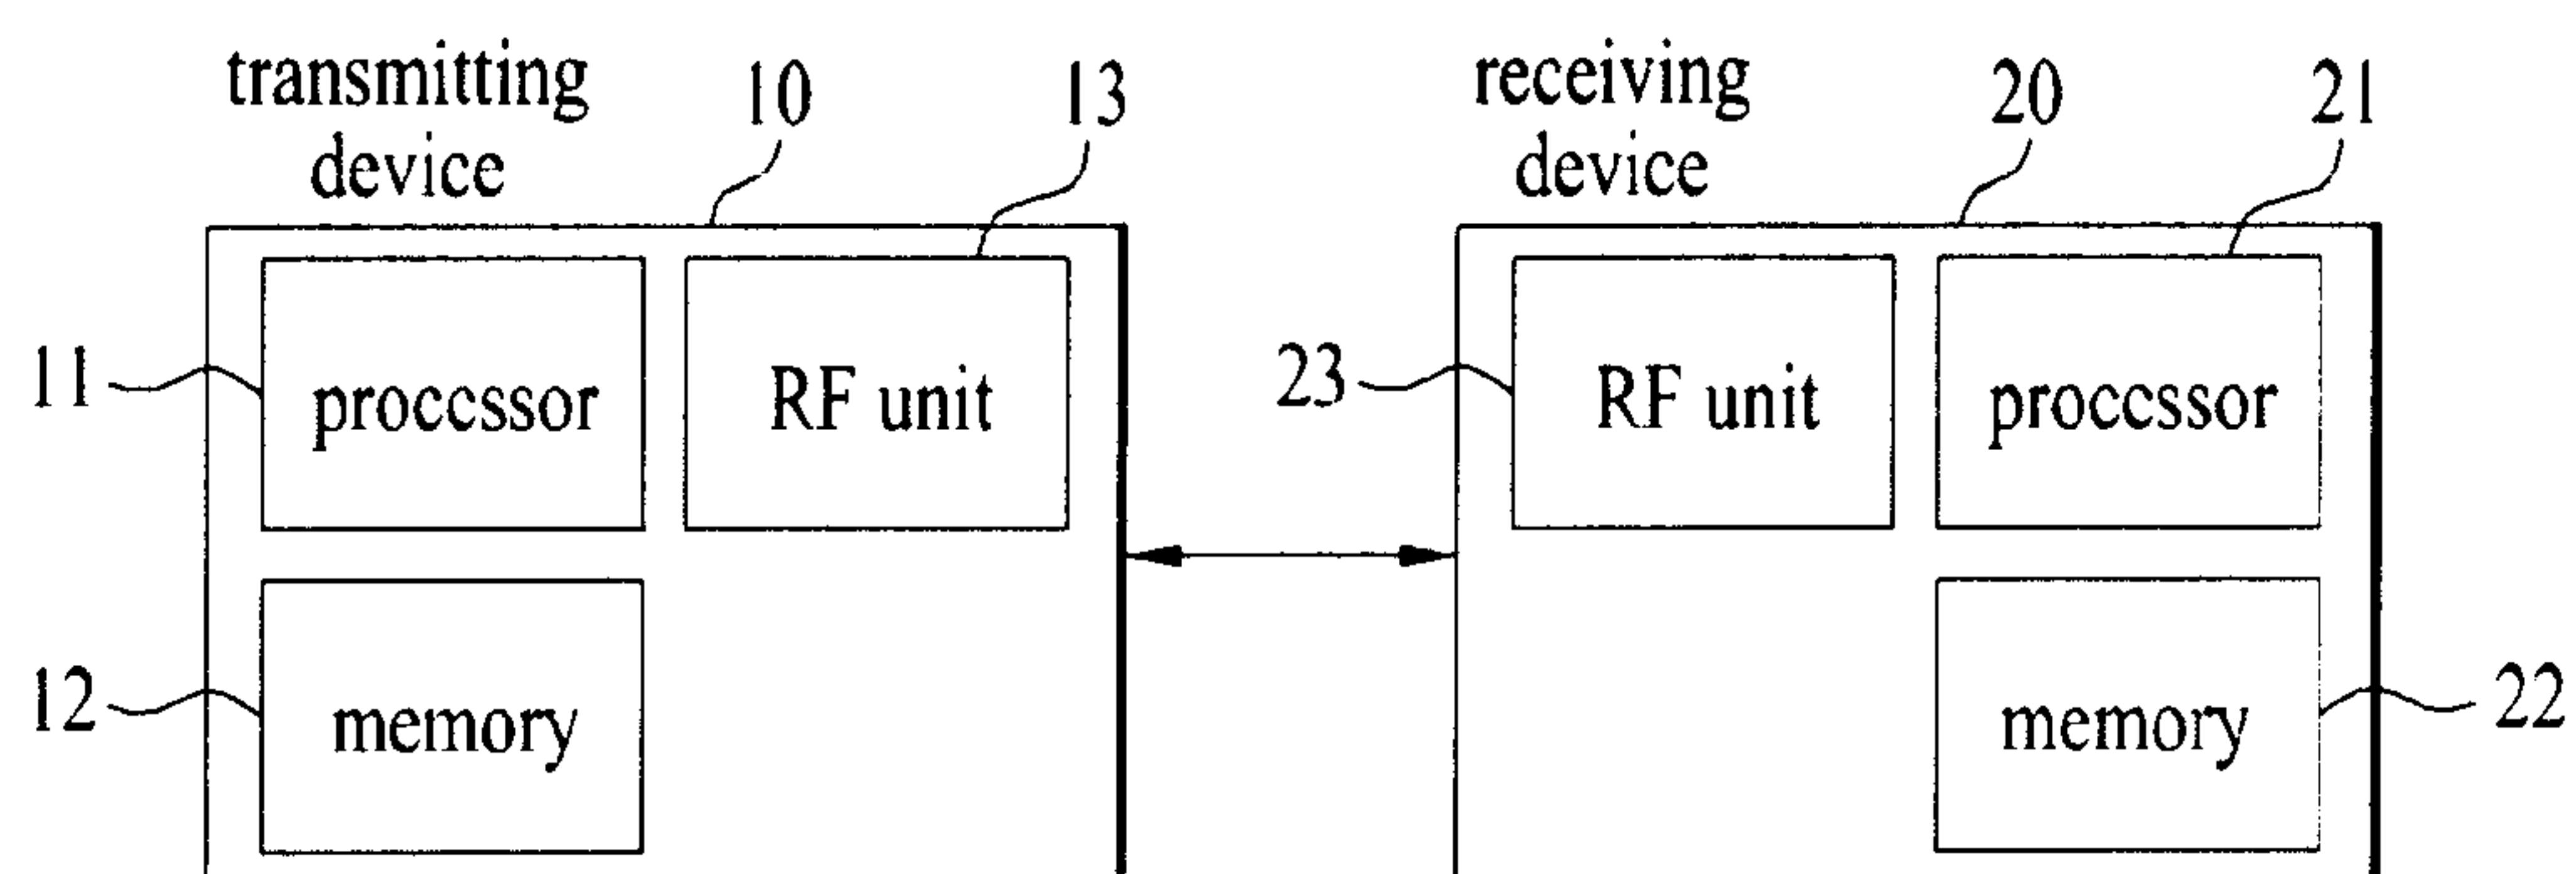 transmitting
device
10
13
receiving
device
20
21
11
proccssor
RF unit
23
RF unit
proccssor
12
memory
memory
22